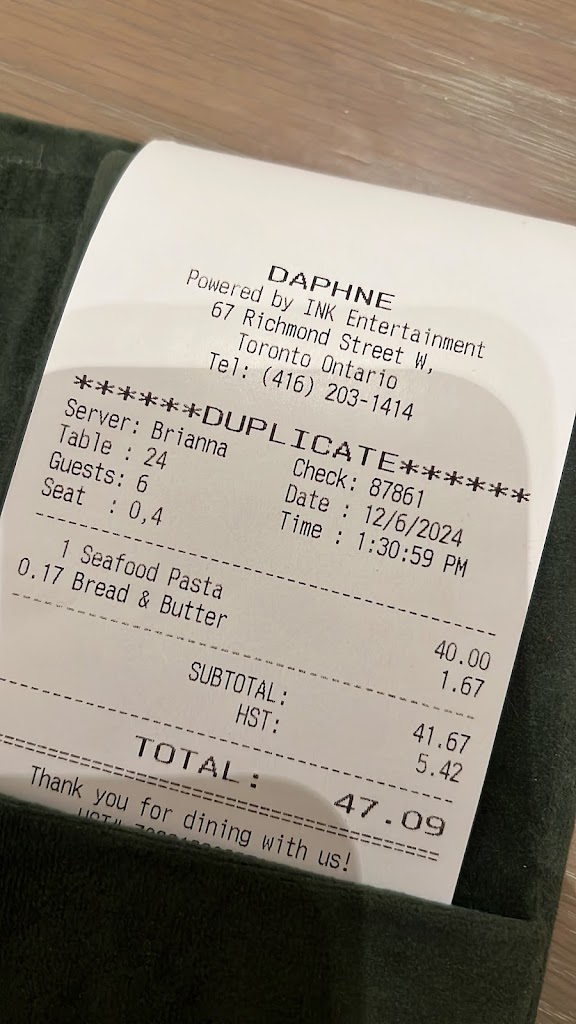 DAPHNE
Powered by INK Entertainment
67 Richmond Street W,
Toronto Ontario
Tel: (416) 203-1414
******DUPLICATE******
Server: Brianna Check: 87861
Table : 24 Date : 12/6/2024
Guests: 6 Time : 1:30:59 PM
Seat : 0,4
1 Seafood Pasta 40.00
0.17 Bread & Butter 1.67
SUBTOTAL: 41.67
HST: 5.42
TOTAL: 47.09
Thank you for dining with us!